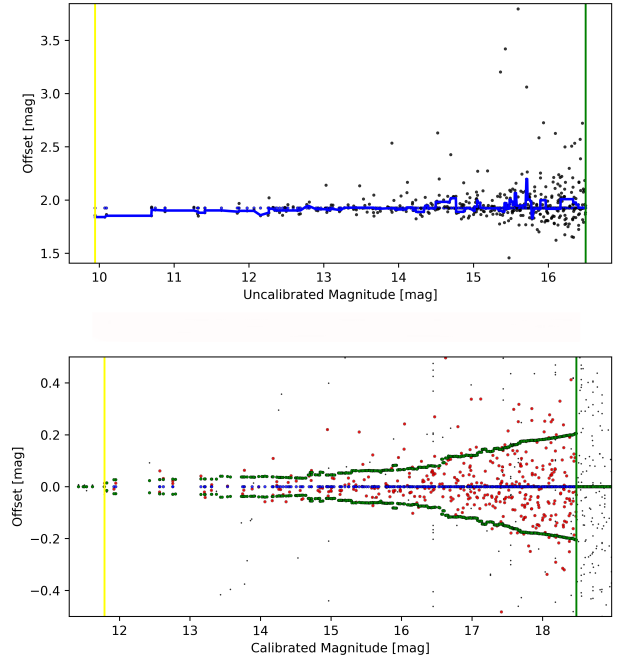 3.5
3.0
2.5
2.0
1.5
Offset [mag]
10 11 12 13 14 15 16
Uncalibrated Magnitude [mag]
0.4
0.2
0.0
−0.2
−0.4
Offset [mag]
12 13 14 15 16 17 18
Calibrated Magnitude [mag]